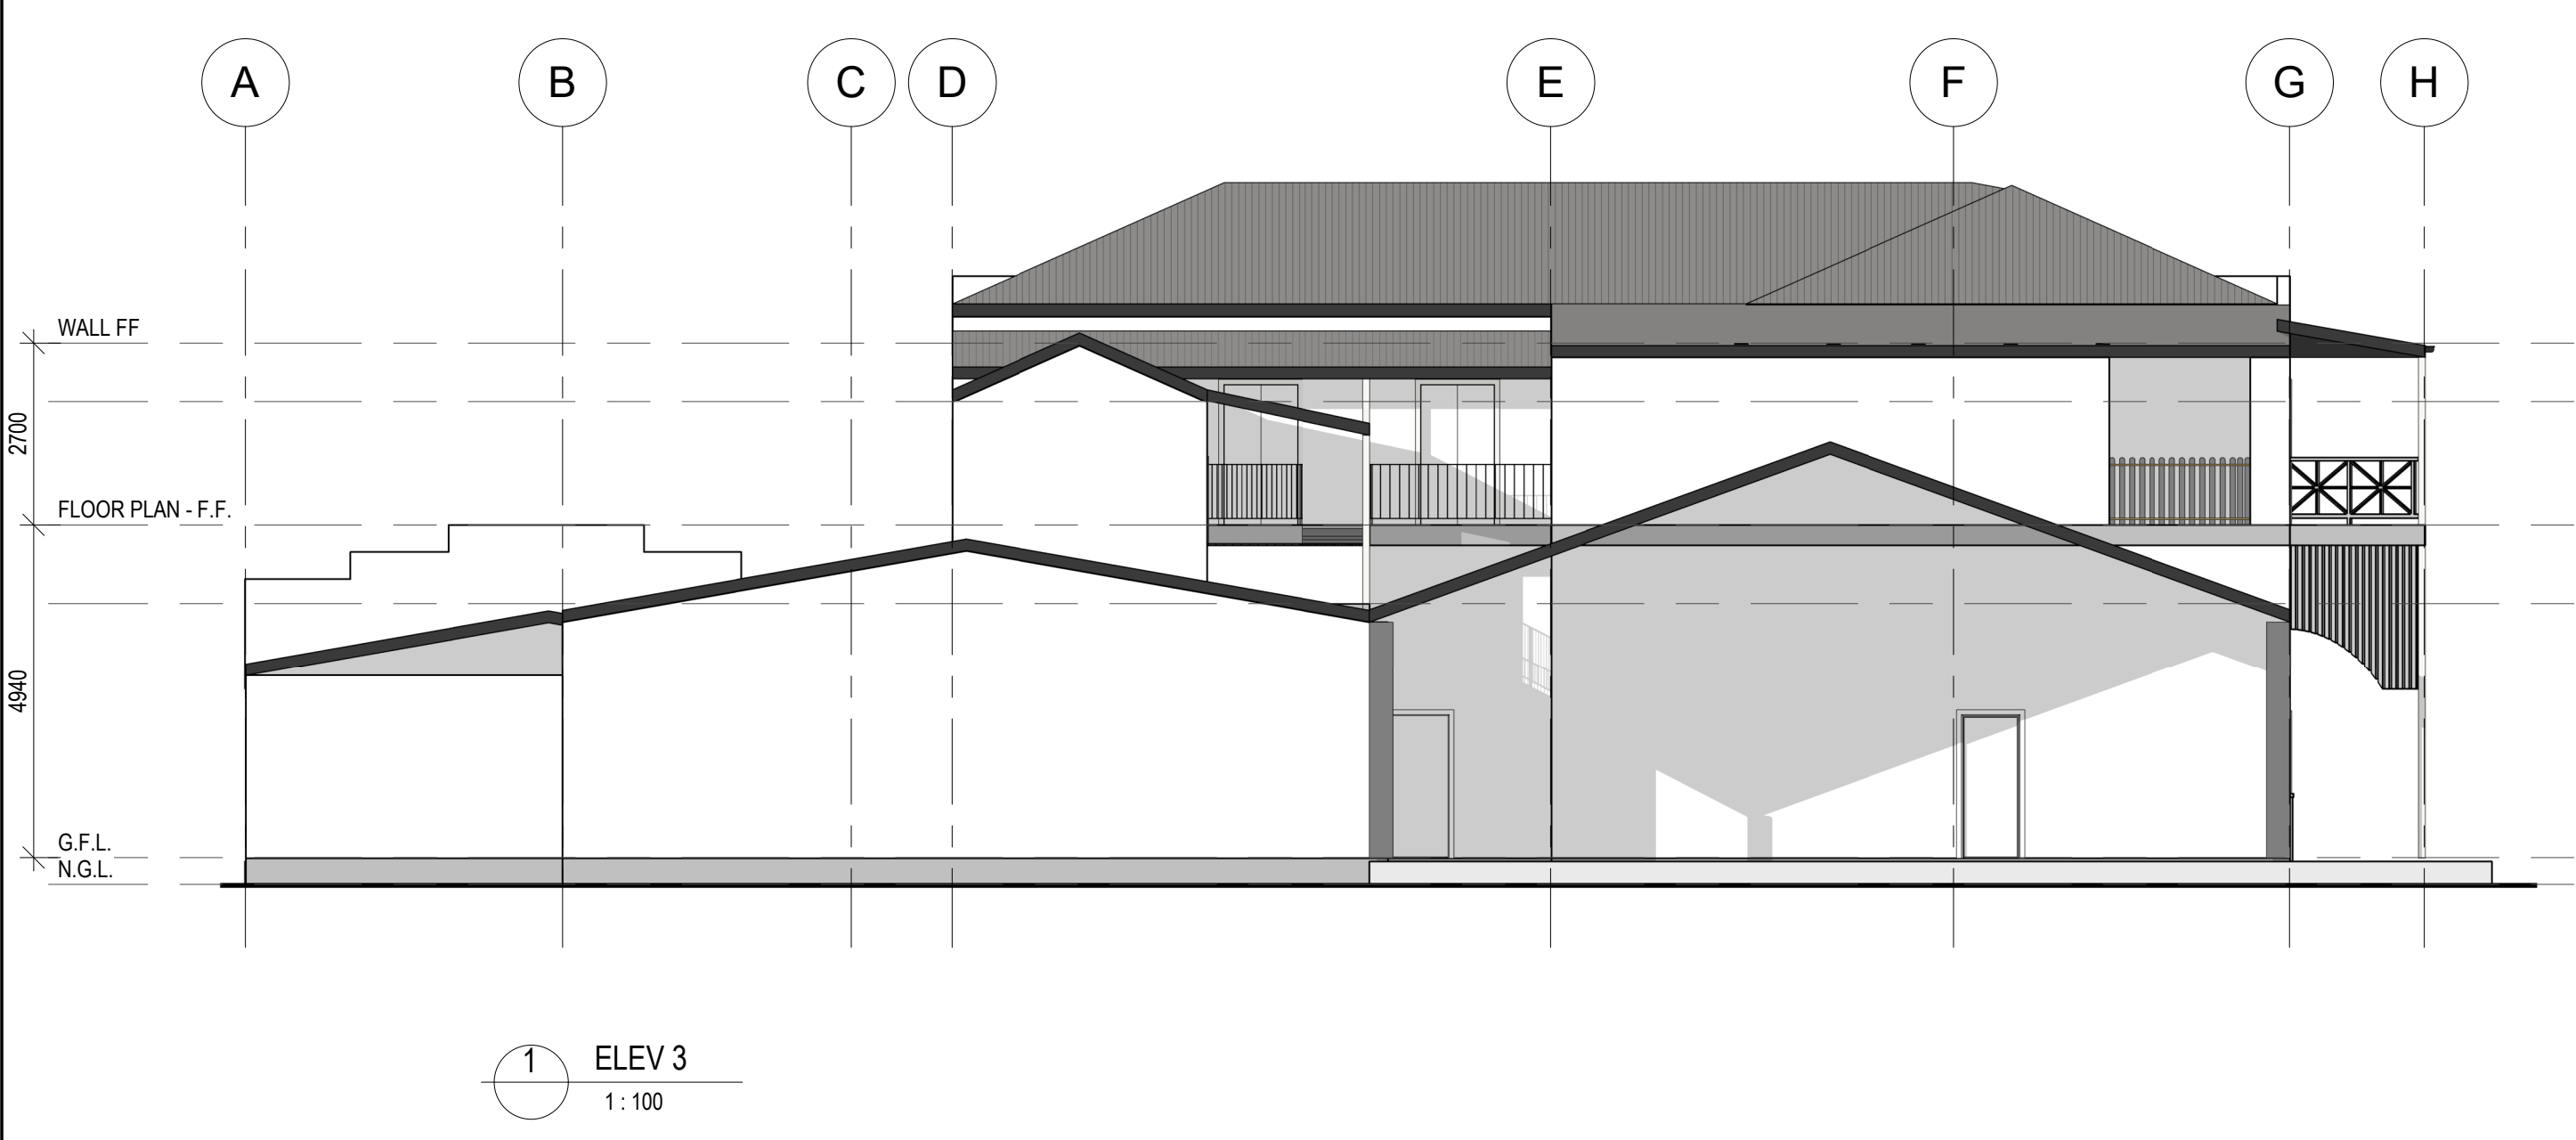 A B C D E F G H
WALL FF
2700
FLOOR PLAN - F.F.
4940
G.F.L.
N.G.L.
1 ELEV 3
1 : 100